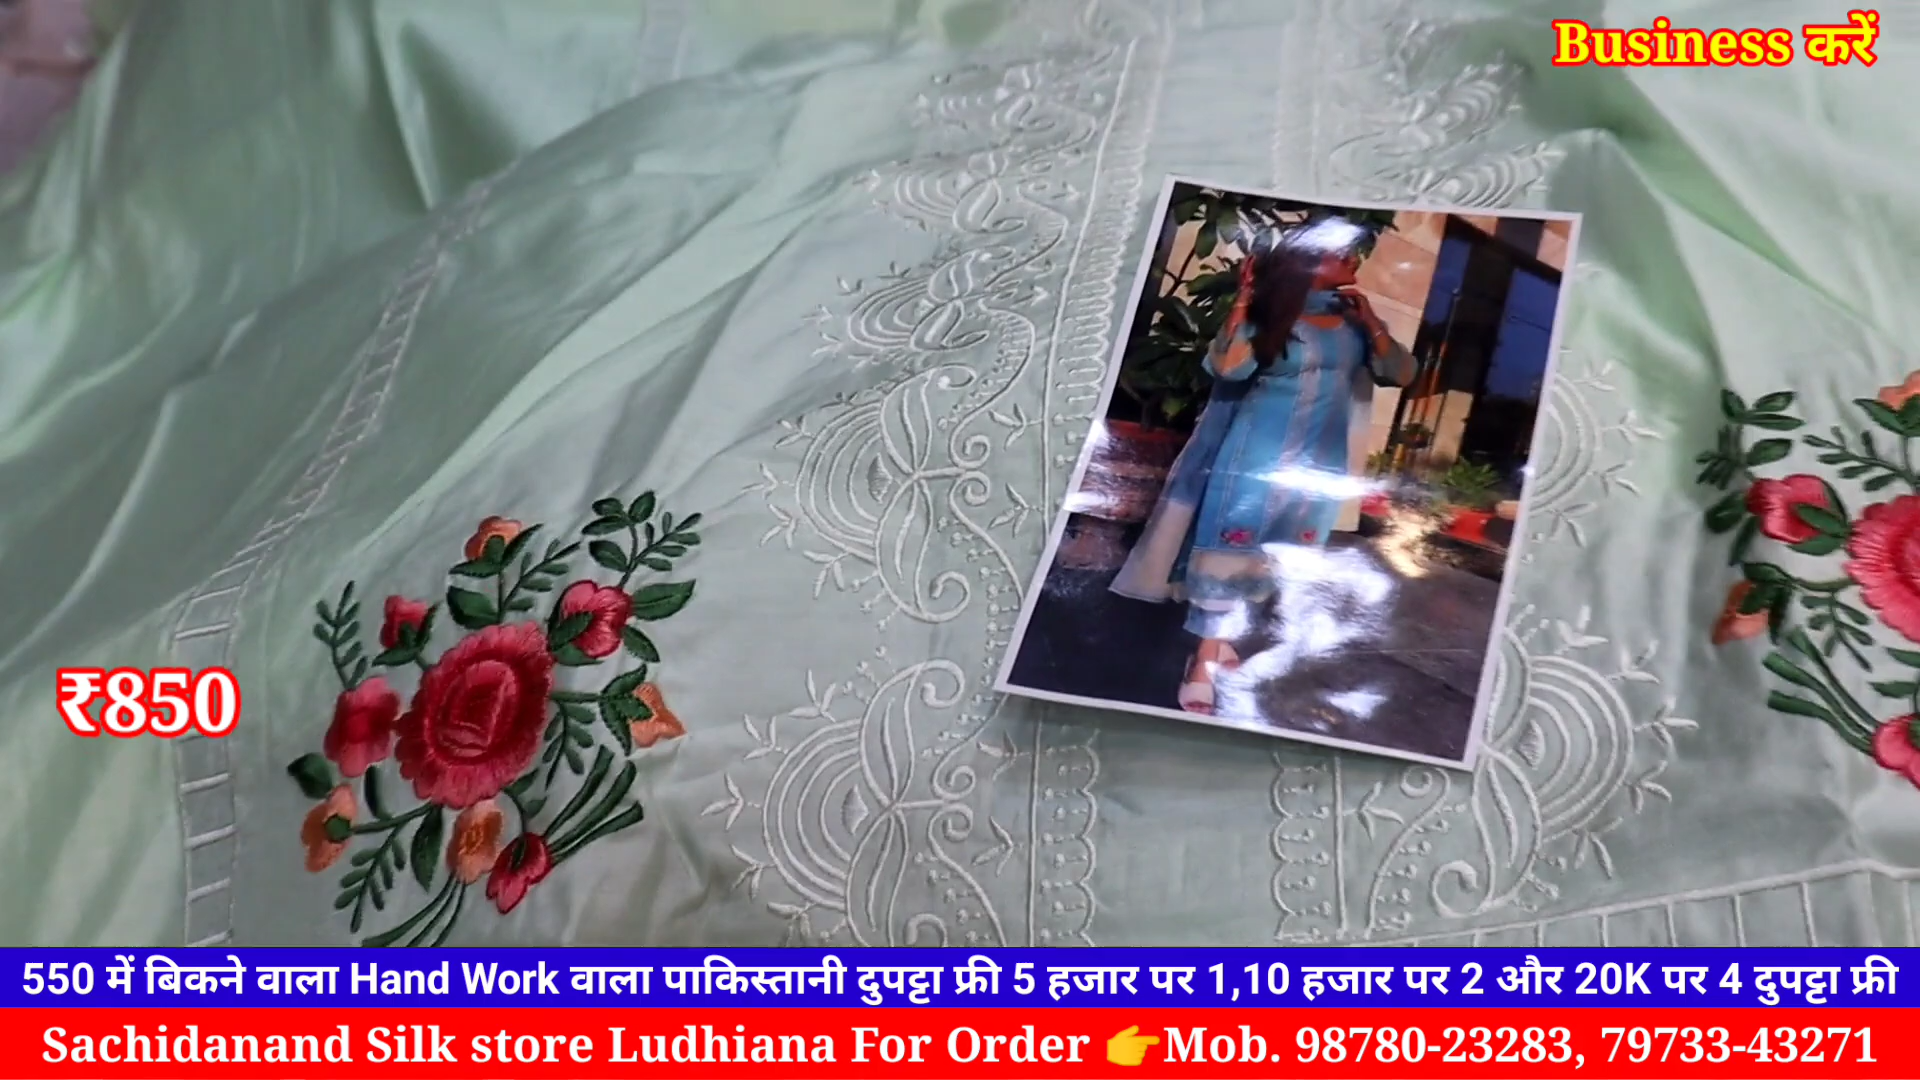 Business करें
₹850
550 में बिकने वाला Hand Work वाला पाकिस्तानी दुपट्टा फ्री 5 हजार पर 1,10 हजार पर 2 और 20K पर 4 दुपट्टा फ्री
Sachidanand Silk store Ludhiana For Order 👉Mob. 98780-23283, 79733-43271